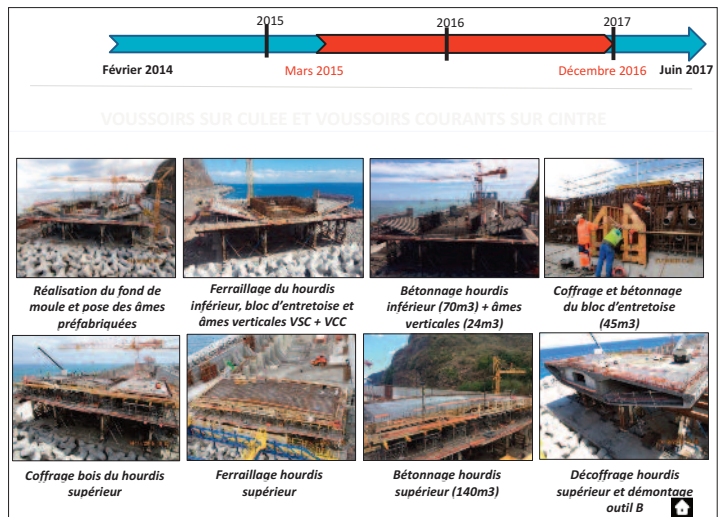 2015
2016
2017
Février 2014
Mars 2015
Décembre 2016
Juin 2017
VOUSSOIRS SUR CULEE ET VOUSSOIRS COURANTS SUR CINTRE
Réalisation du fond de
moule et pose des âmes
préfabriquées
Ferraillage du hourdis
inférieur, bloc d'entretoise et
âmes verticales VSC + VCC
Bétonnage hourdis
inférieur (70m3) + âmes
verticales (24m3)
Coffrage et bétonnage
du bloc d'entretoise
(45m3)
Coffrage bois du hourdis
supérieur
Ferraillage hourdis
supérieur
Bétonnage hourdis
supérieur (140m3)
Décoffrage hourdis
supérieur et démontage
outil B